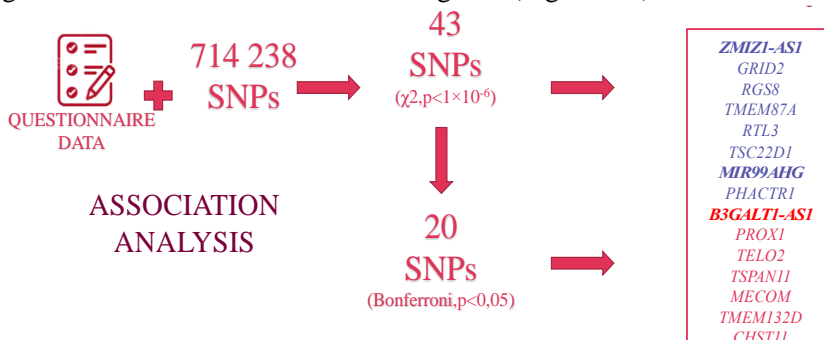 43
SNPs
(χ2,p<1×10⁻⁶)
714 238
SNPs
QUESTIONNAIRE
DATA
ASSOCIATION
ANALYSIS
20
SNPs
(Bonferroni,p<0,05)
ZMIZ1-AS1
GRID2
RGS8
TMEM87A
RTL3
TSC22D1
MIR99AHG
PHACTR1
B3GALT1-AS1
PROX1
TELO2
TSPAN11
MECOM
TMEM132D
CHST11